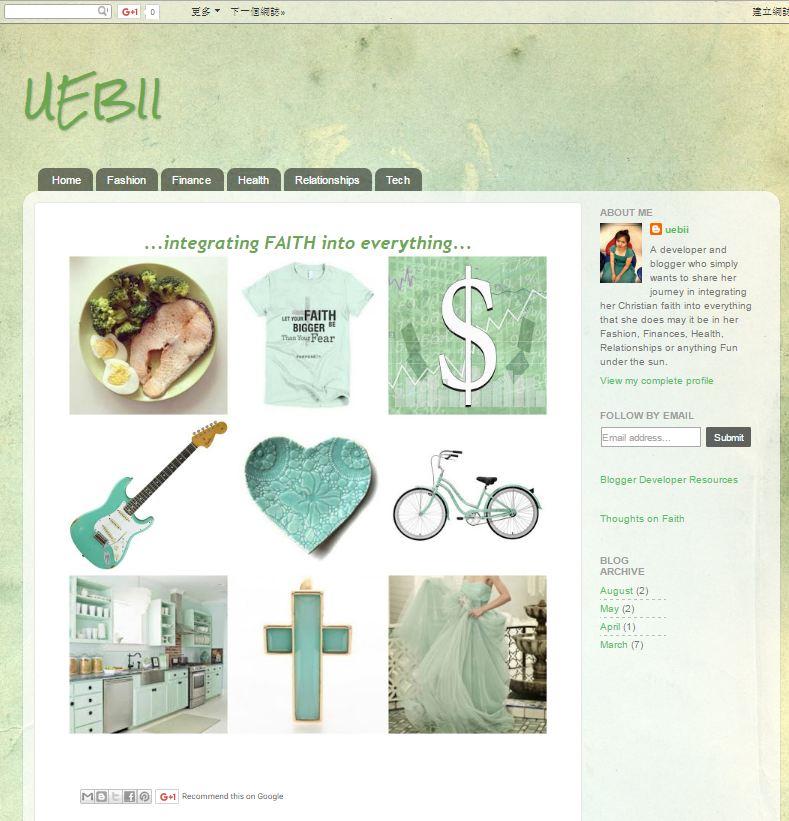 G+1 0 更多 下一個網誌» 建立網誌
UEBII
Home Fashion Finance Health Relationships Tech
...integrating FAITH into everything...
LET YOUR FAITH
BIGGER BE
Than Your Fear
$
ABOUT ME
uebii
A developer and
blogger who simply
wants to share her
journey in integrating
her Christian faith into everything
that she does may it be in her
Fashion, Finances, Health,
Relationships or anything Fun
under the sun.
View my complete profile
FOLLOW BY EMAIL
Email address... Submit
Blogger Developer Resources
Thoughts on Faith
BLOG
ARCHIVE
August (2)
May (2)
April (1)
March (7)
G+1 Recommend this on Google